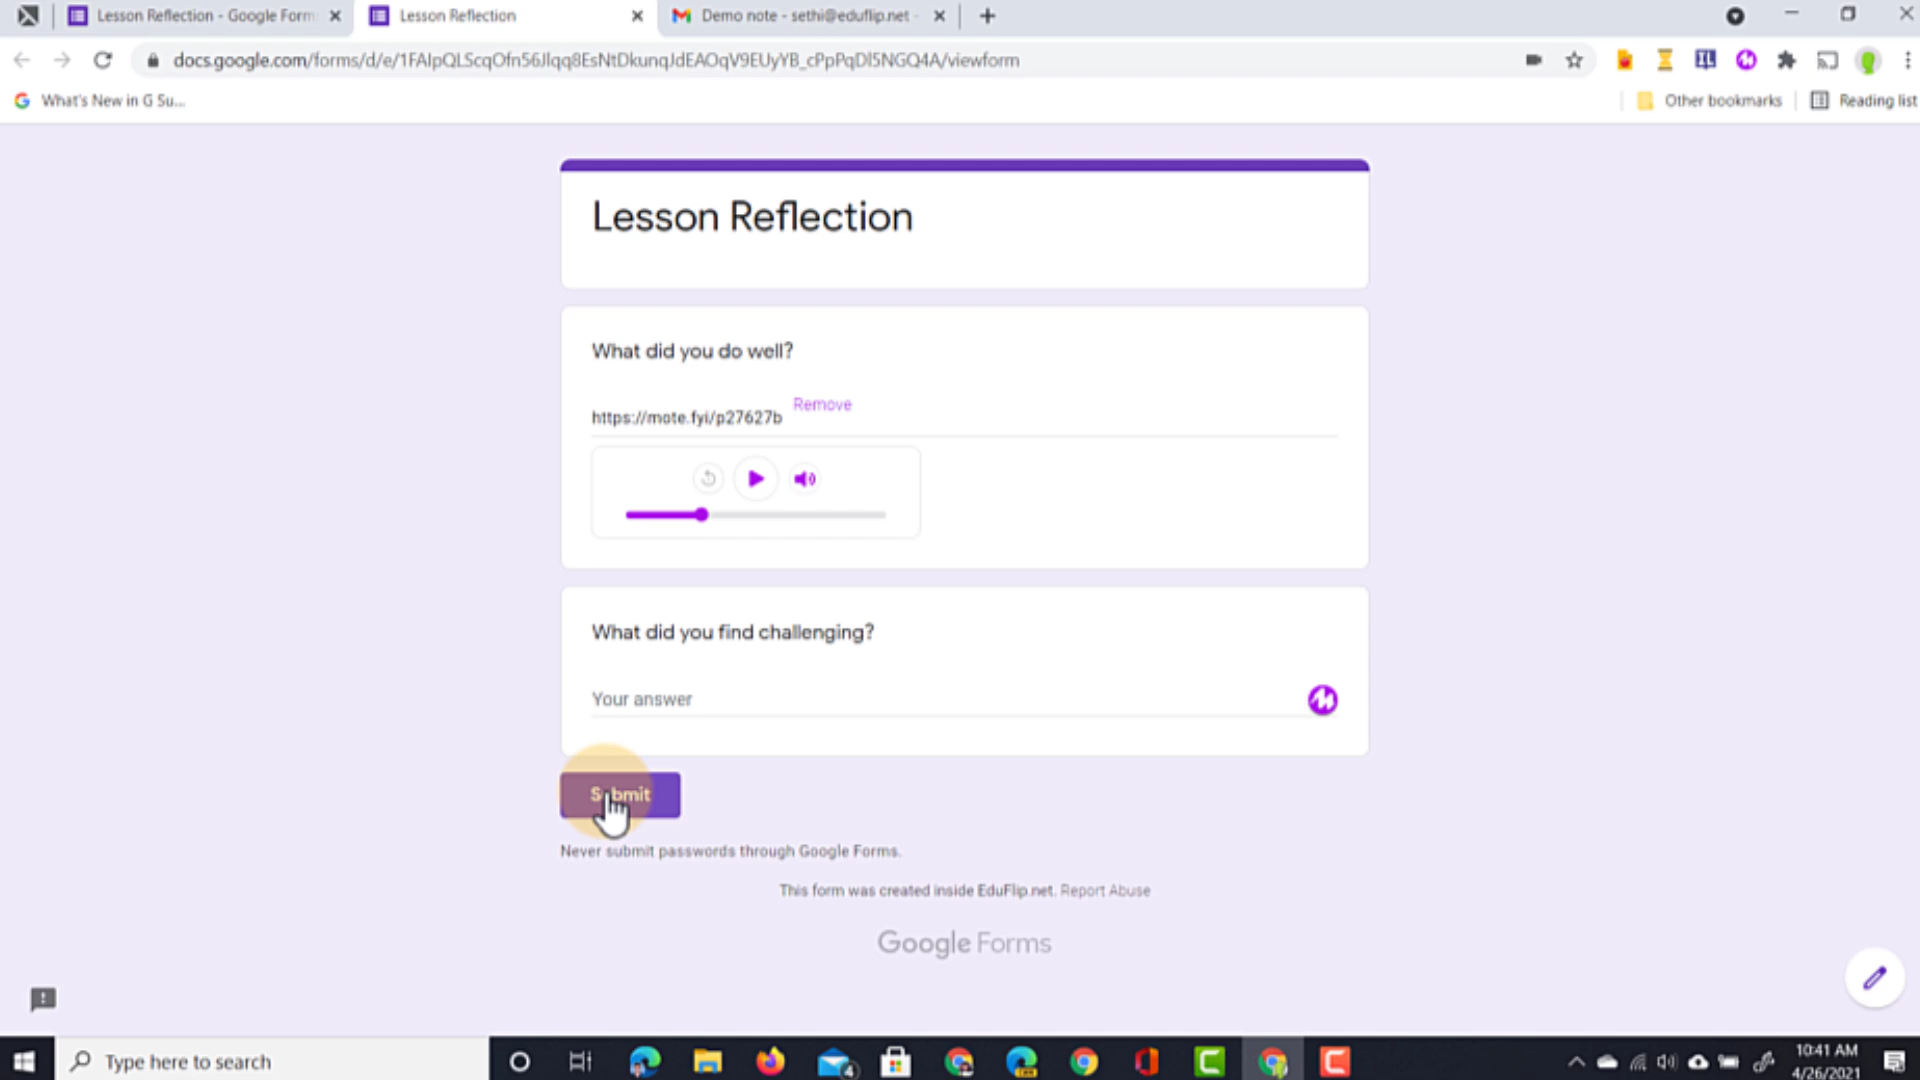 Lesson Reflection - Google Form
Lesson Reflection
Demo note - sethi@eduflip.net -
docs.google.com/forms/d/e/1FAIpQLScqOfn56Jlqq8EsNtDkunqJdEAOqV9EUyYB_cPpPqDl5NGQ4A/viewform
What's New in G Su...
Other bookmarks
Reading list
Lesson Reflection
What did you do well?
https://mote.fyi/p27627b
Remove
What did you find challenging?
Your answer
Submit
Never submit passwords through Google Forms.
This form was created inside EduFlip.net. Report Abuse
Google Forms
Type here to search
4
10:41 AM
4/26/2021